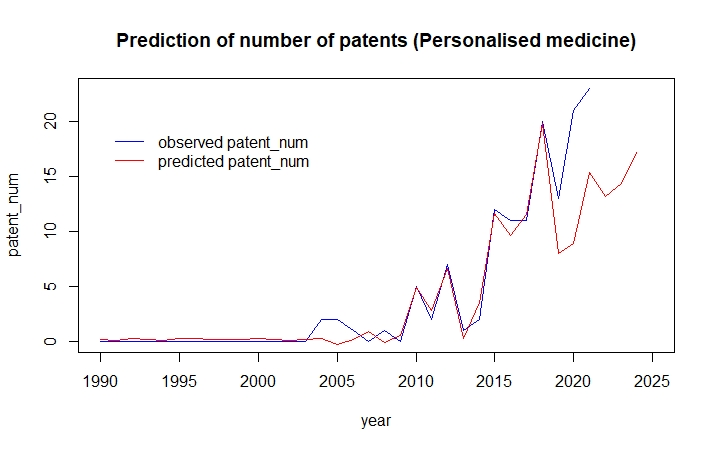 Prediction of number of patents (Personalised medicine)
observed patent_num
predicted patent_num
patent_num
0
5
10
15
20
1990 1995 2000 2005 2010 2015 2020 2025
year